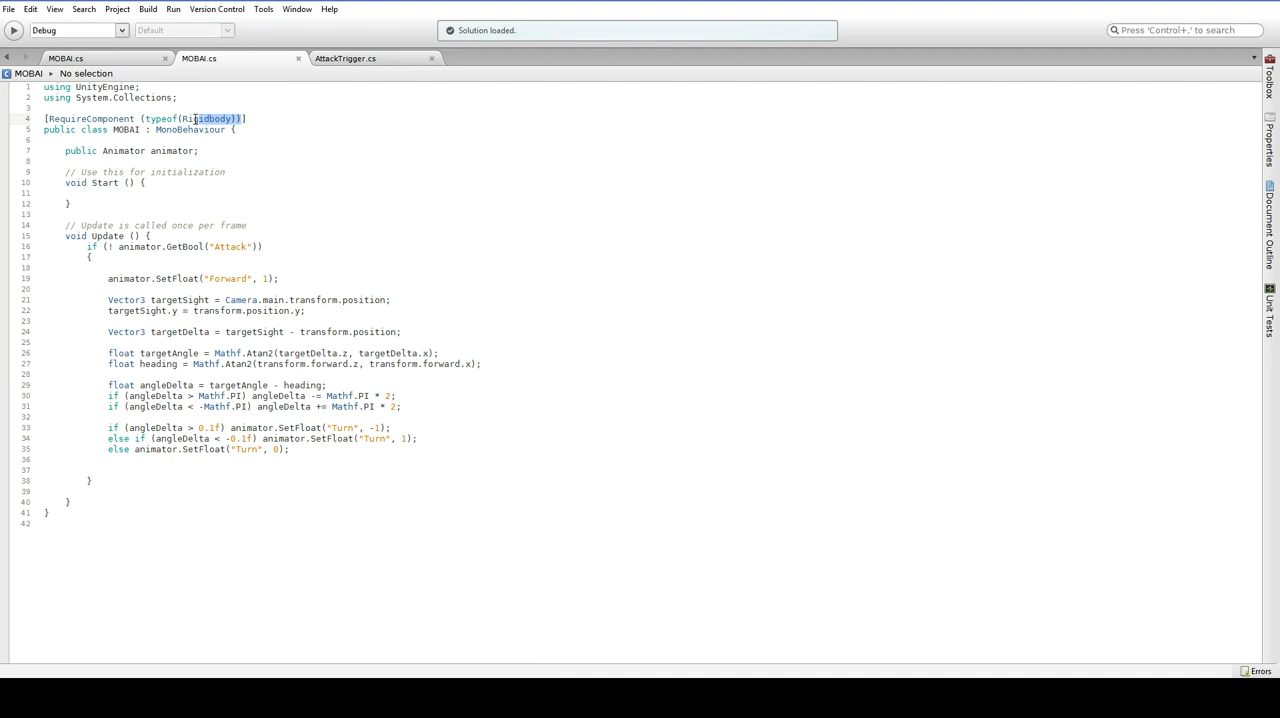 File Edit View Search Project Build Run Version Control Tools Window Help
Debug Default Solution loaded. Press 'Control+,' to search
MOBAI.cs MOBAI.cs AttackTrigger.cs
MOBAI ▸ No selection
1 using UnityEngine;
2 using System.Collections;
3
4 [RequireComponent (typeof(Rigidbody))]
5 public class MOBAI : MonoBehaviour {
6
7 public Animator animator;
8
9 // Use this for initialization
10 void Start () {
11
12 }
13
14 // Update is called once per frame
15 void Update () {
16 if (! animator.GetBool("Attack"))
17 {
18
19 animator.SetFloat("Forward", 1);
20
21 Vector3 targetSight = Camera.main.transform.position;
22 targetSight.y = transform.position.y;
23
24 Vector3 targetDelta = targetSight - transform.position;
25
26 float targetAngle = Mathf.Atan2(targetDelta.z, targetDelta.x);
27 float heading = Mathf.Atan2(transform.forward.z, transform.forward.x);
28
29 float angleDelta = targetAngle - heading;
30 if (angleDelta > Mathf.PI) angleDelta -= Mathf.PI * 2;
31 if (angleDelta < -Mathf.PI) angleDelta += Mathf.PI * 2;
32
33 if (angleDelta > 0.1f) animator.SetFloat("Turn", -1);
34 else if (angleDelta < -0.1f) animator.SetFloat("Turn", 1);
35 else animator.SetFloat("Turn", 0);
36
37
38 }
39
40 }
41 }
42
Toolbox
Properties
Document Outline
Unit Tests
Errors